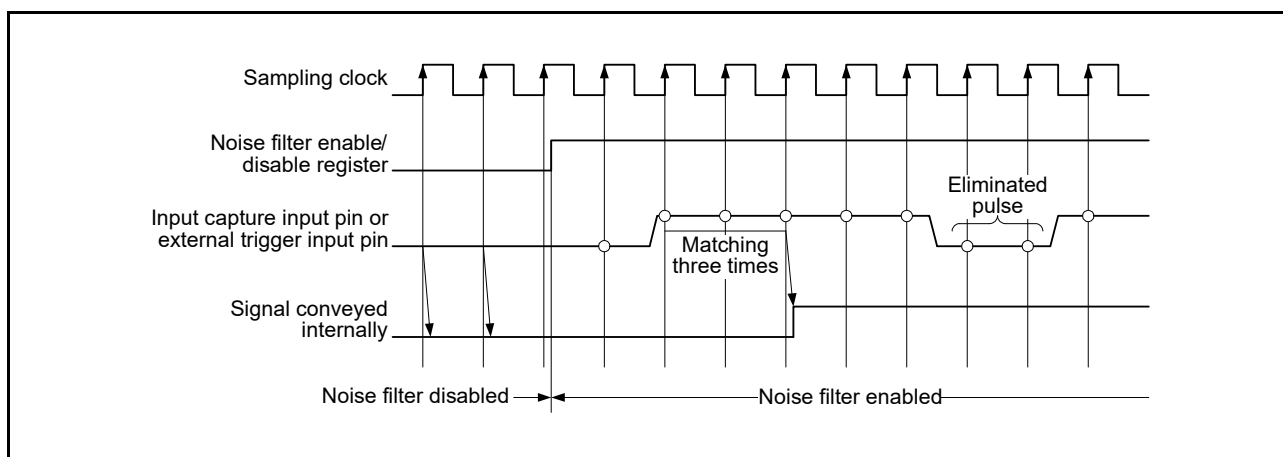 Sampling clock
Noise filter enable/
disable register
Input capture input pin or
external trigger input pin
Eliminated
pulse
Matching
three times
Signal conveyed
internally
Noise filter disabled
Noise filter enabled